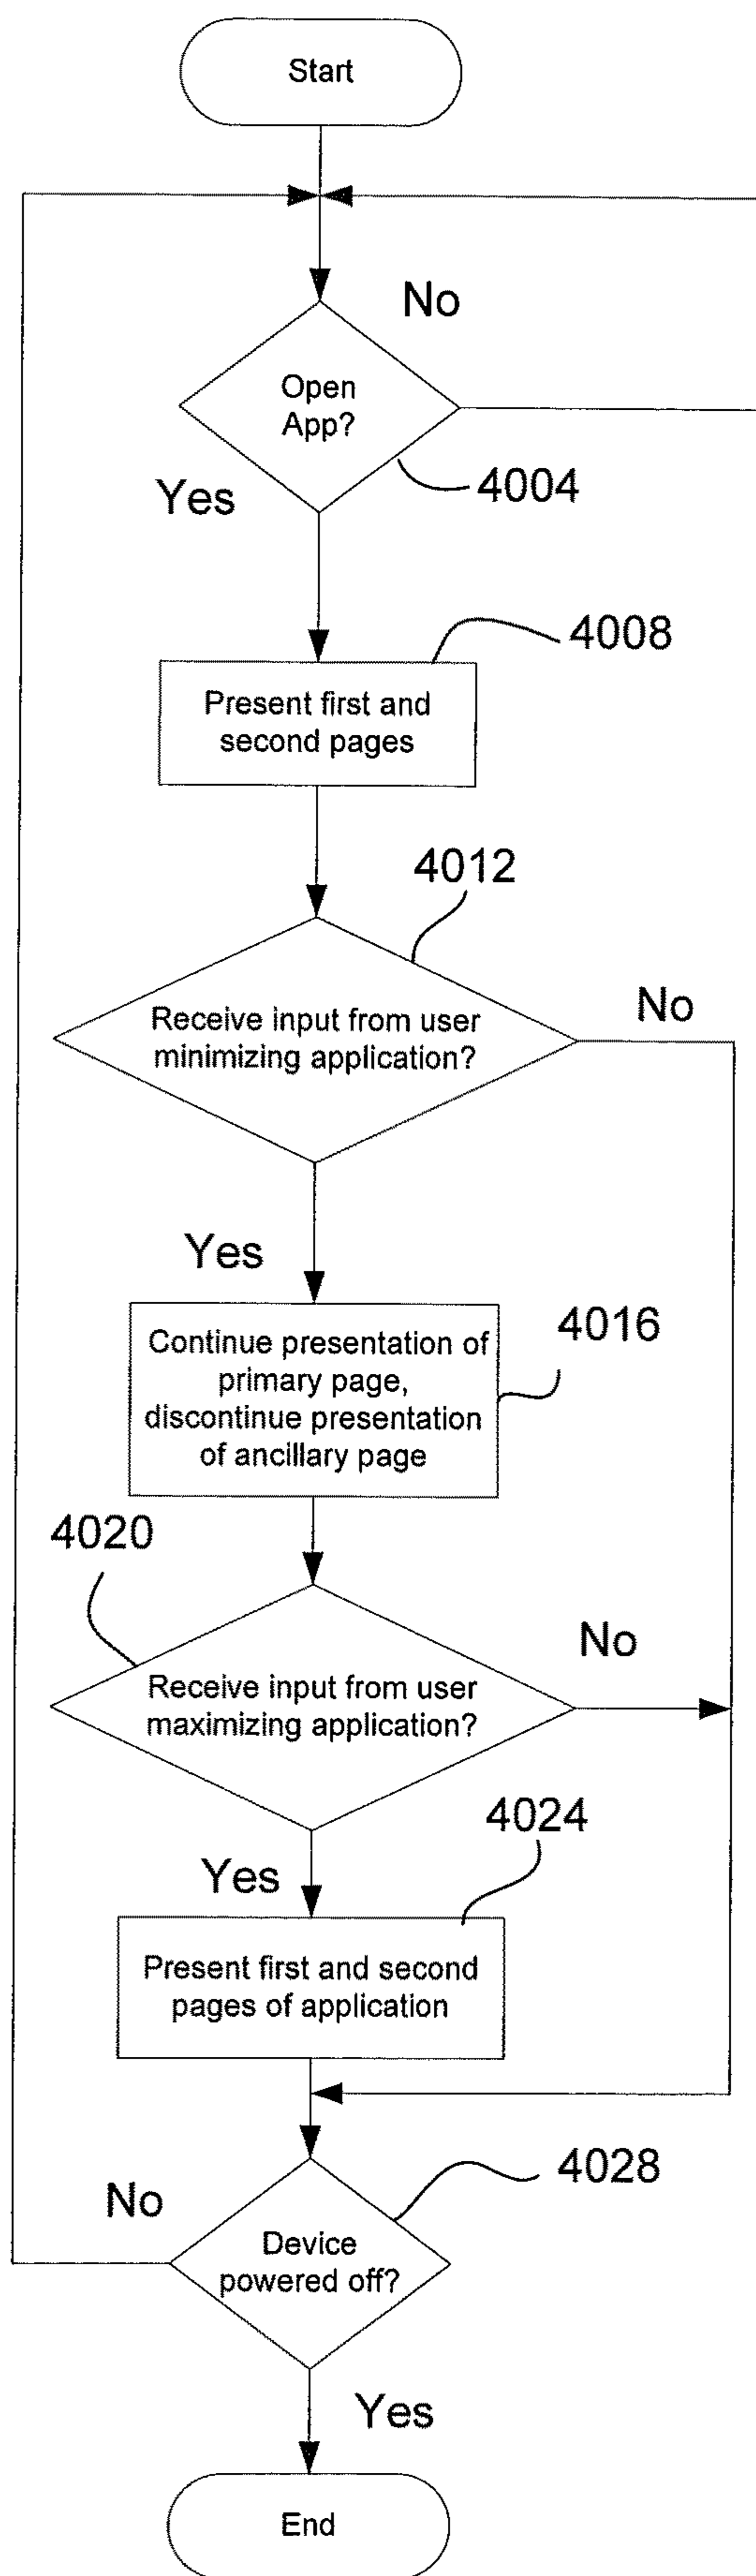 Start
No
Open
App?
4004
Yes
4008
Present first and
second pages
4012
Receive input from user
minimizing application?
No
Yes
4016
Continue presentation of
primary page,
discontinue presentation
of ancillary page
4020
No
Receive input from user
maximizing application?
4024
Yes
Present first and second
pages of application
4028
No
Device
powered off?
Yes
End